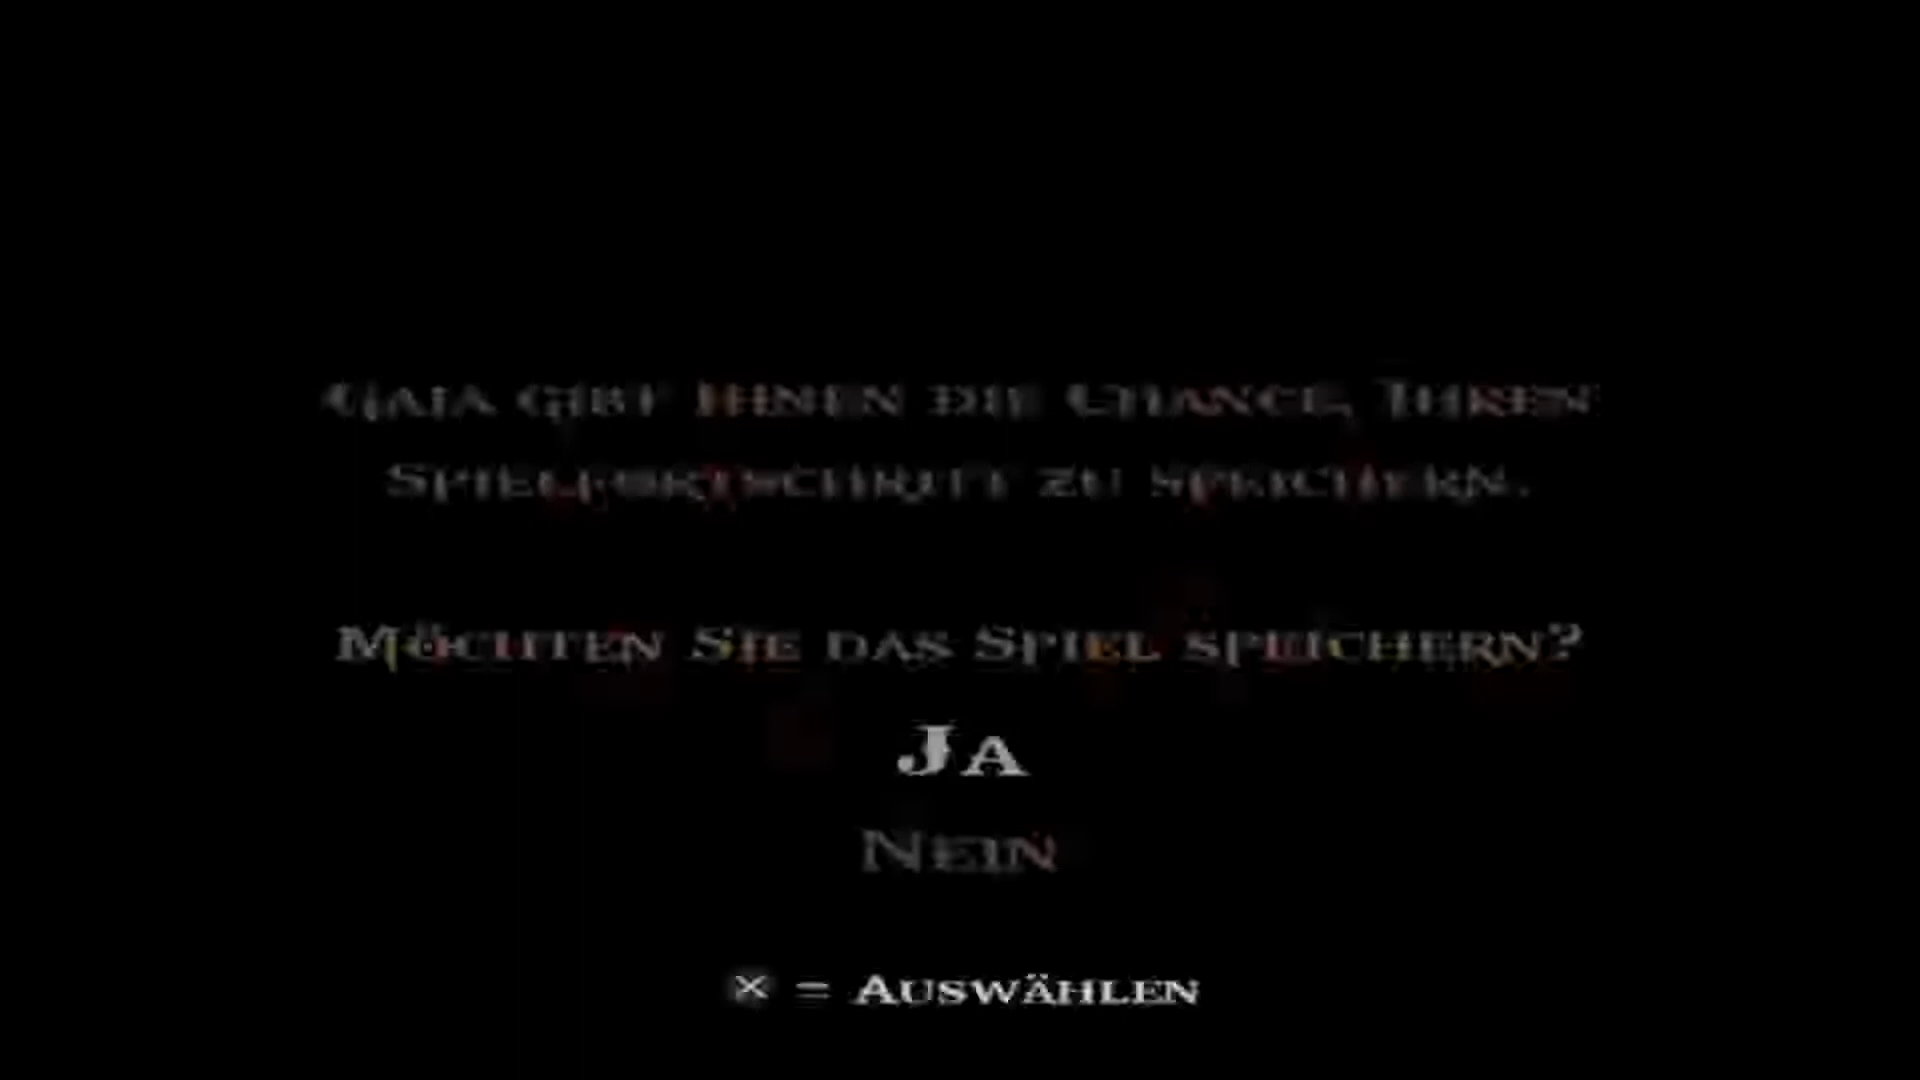 Gaia gibt Ihnen die Chance, Ihren
Spielfortschritt zu speichern.
Möchten Sie das Spiel speichern?
Ja
Nein
× = Auswählen